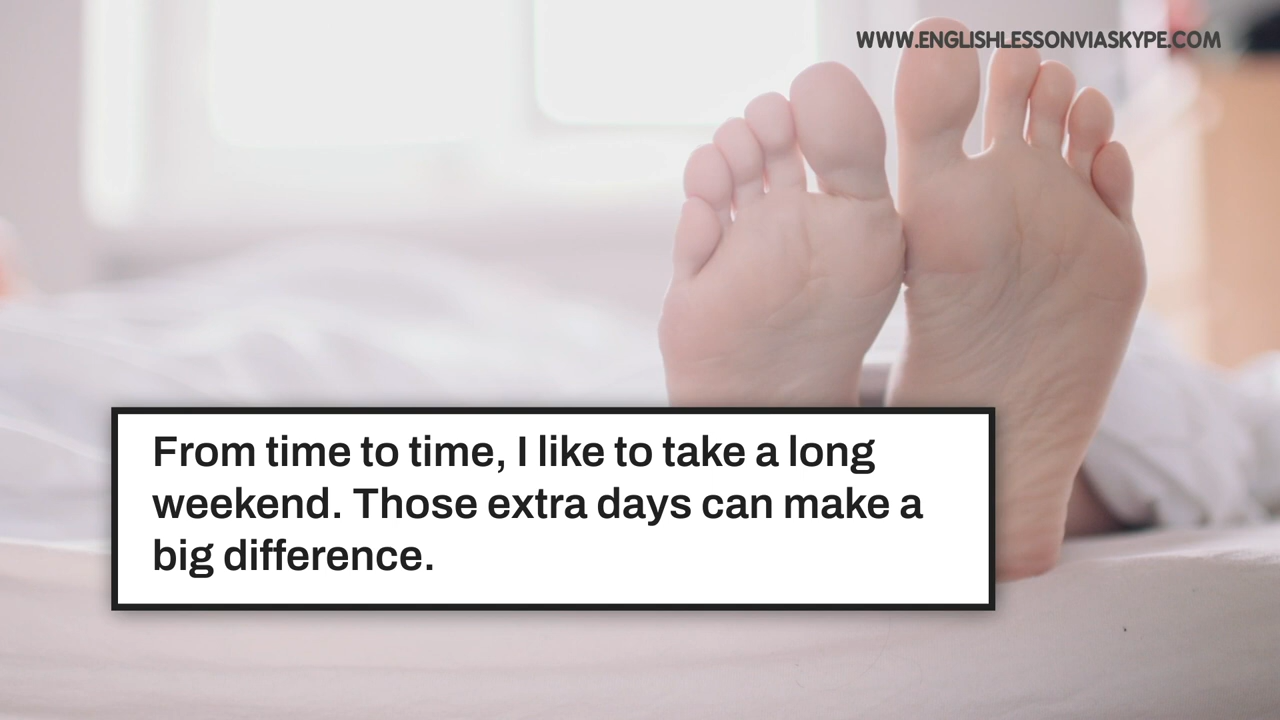 WWW.ENGLISHLESSONVIASKYPE.COM
From time to time, I like to take a long
weekend. Those extra days can make a
big difference.